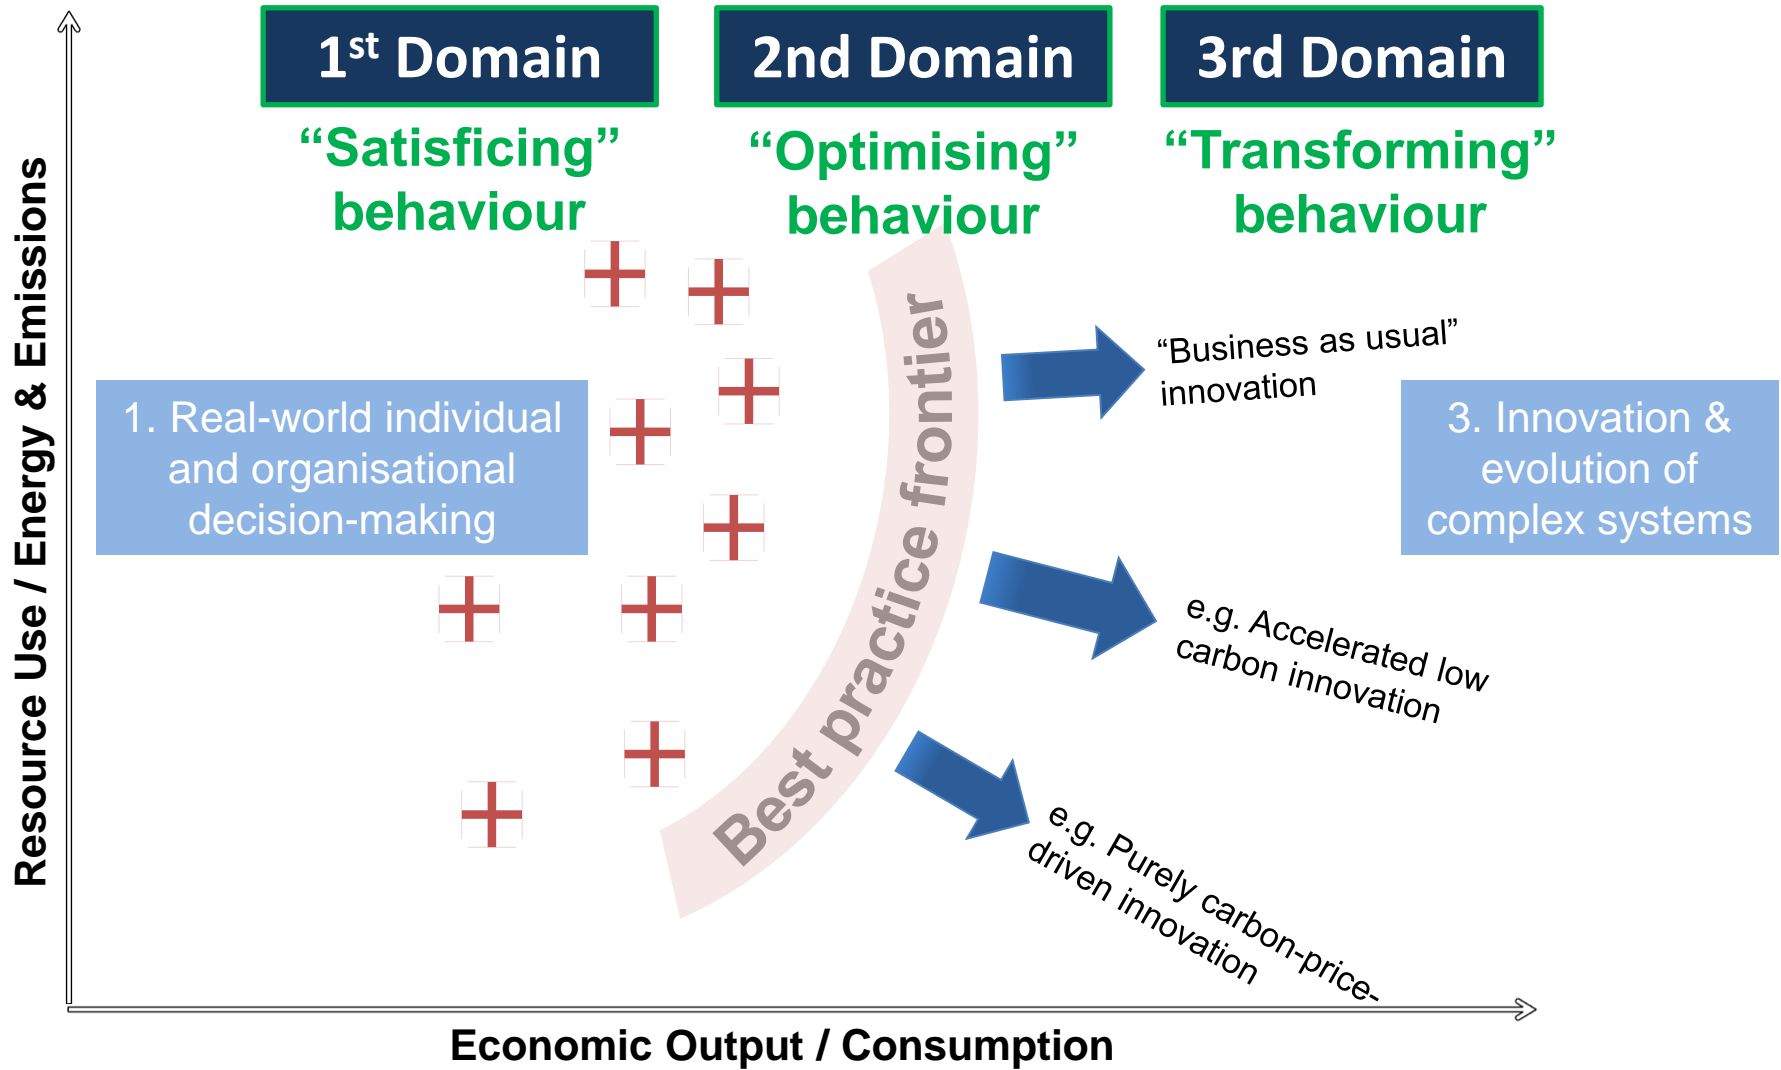 1st Domain
2nd Domain
3rd Domain
“Satisficing”
behaviour
“Optimising”
behaviour
“Transforming”
behaviour
Resource Use / Energy & Emissions
1. Real-world individual
and organisational
decision-making
Best practice frontier
“Business as usual”
innovation
3. Innovation &
evolution of
complex systems
e.g. Accelerated low
carbon innovation
e.g. Purely carbon-price-
driven innovation
Economic Output / Consumption